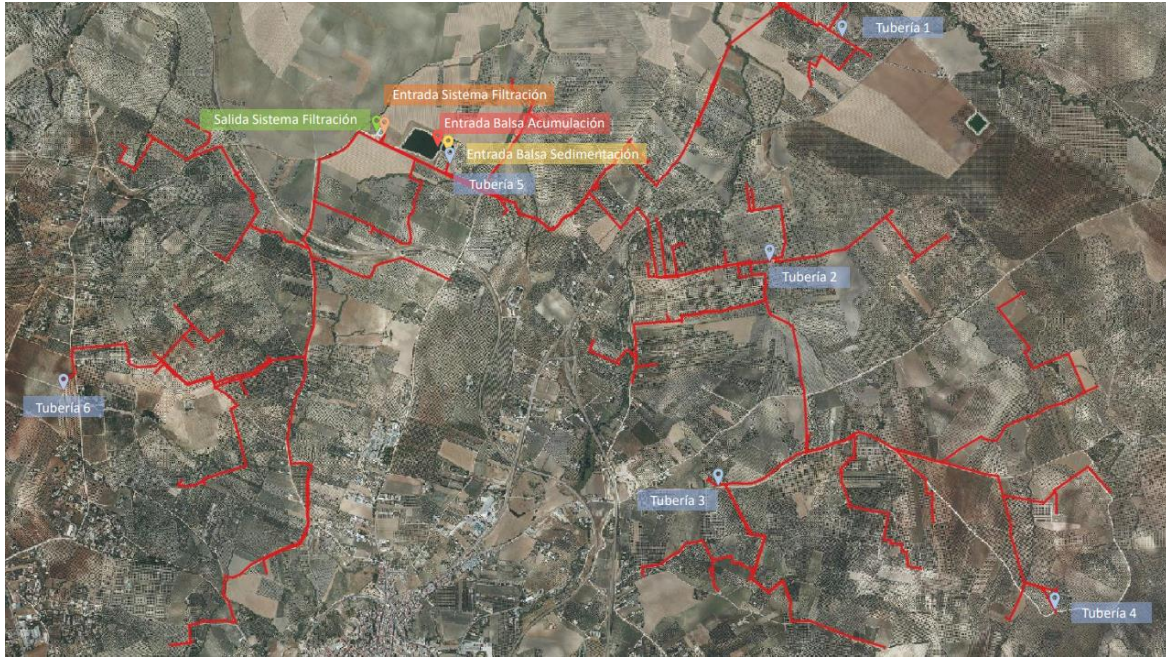 Tubería 1
Entrada Sistema Filtración
Salida Sistema Filtración
Entrada Balsa Acumulación
Entrada Balsa Sedimentación
Tubería 5
Tubería 2
Tubería 6
Tubería 3
Tubería 4